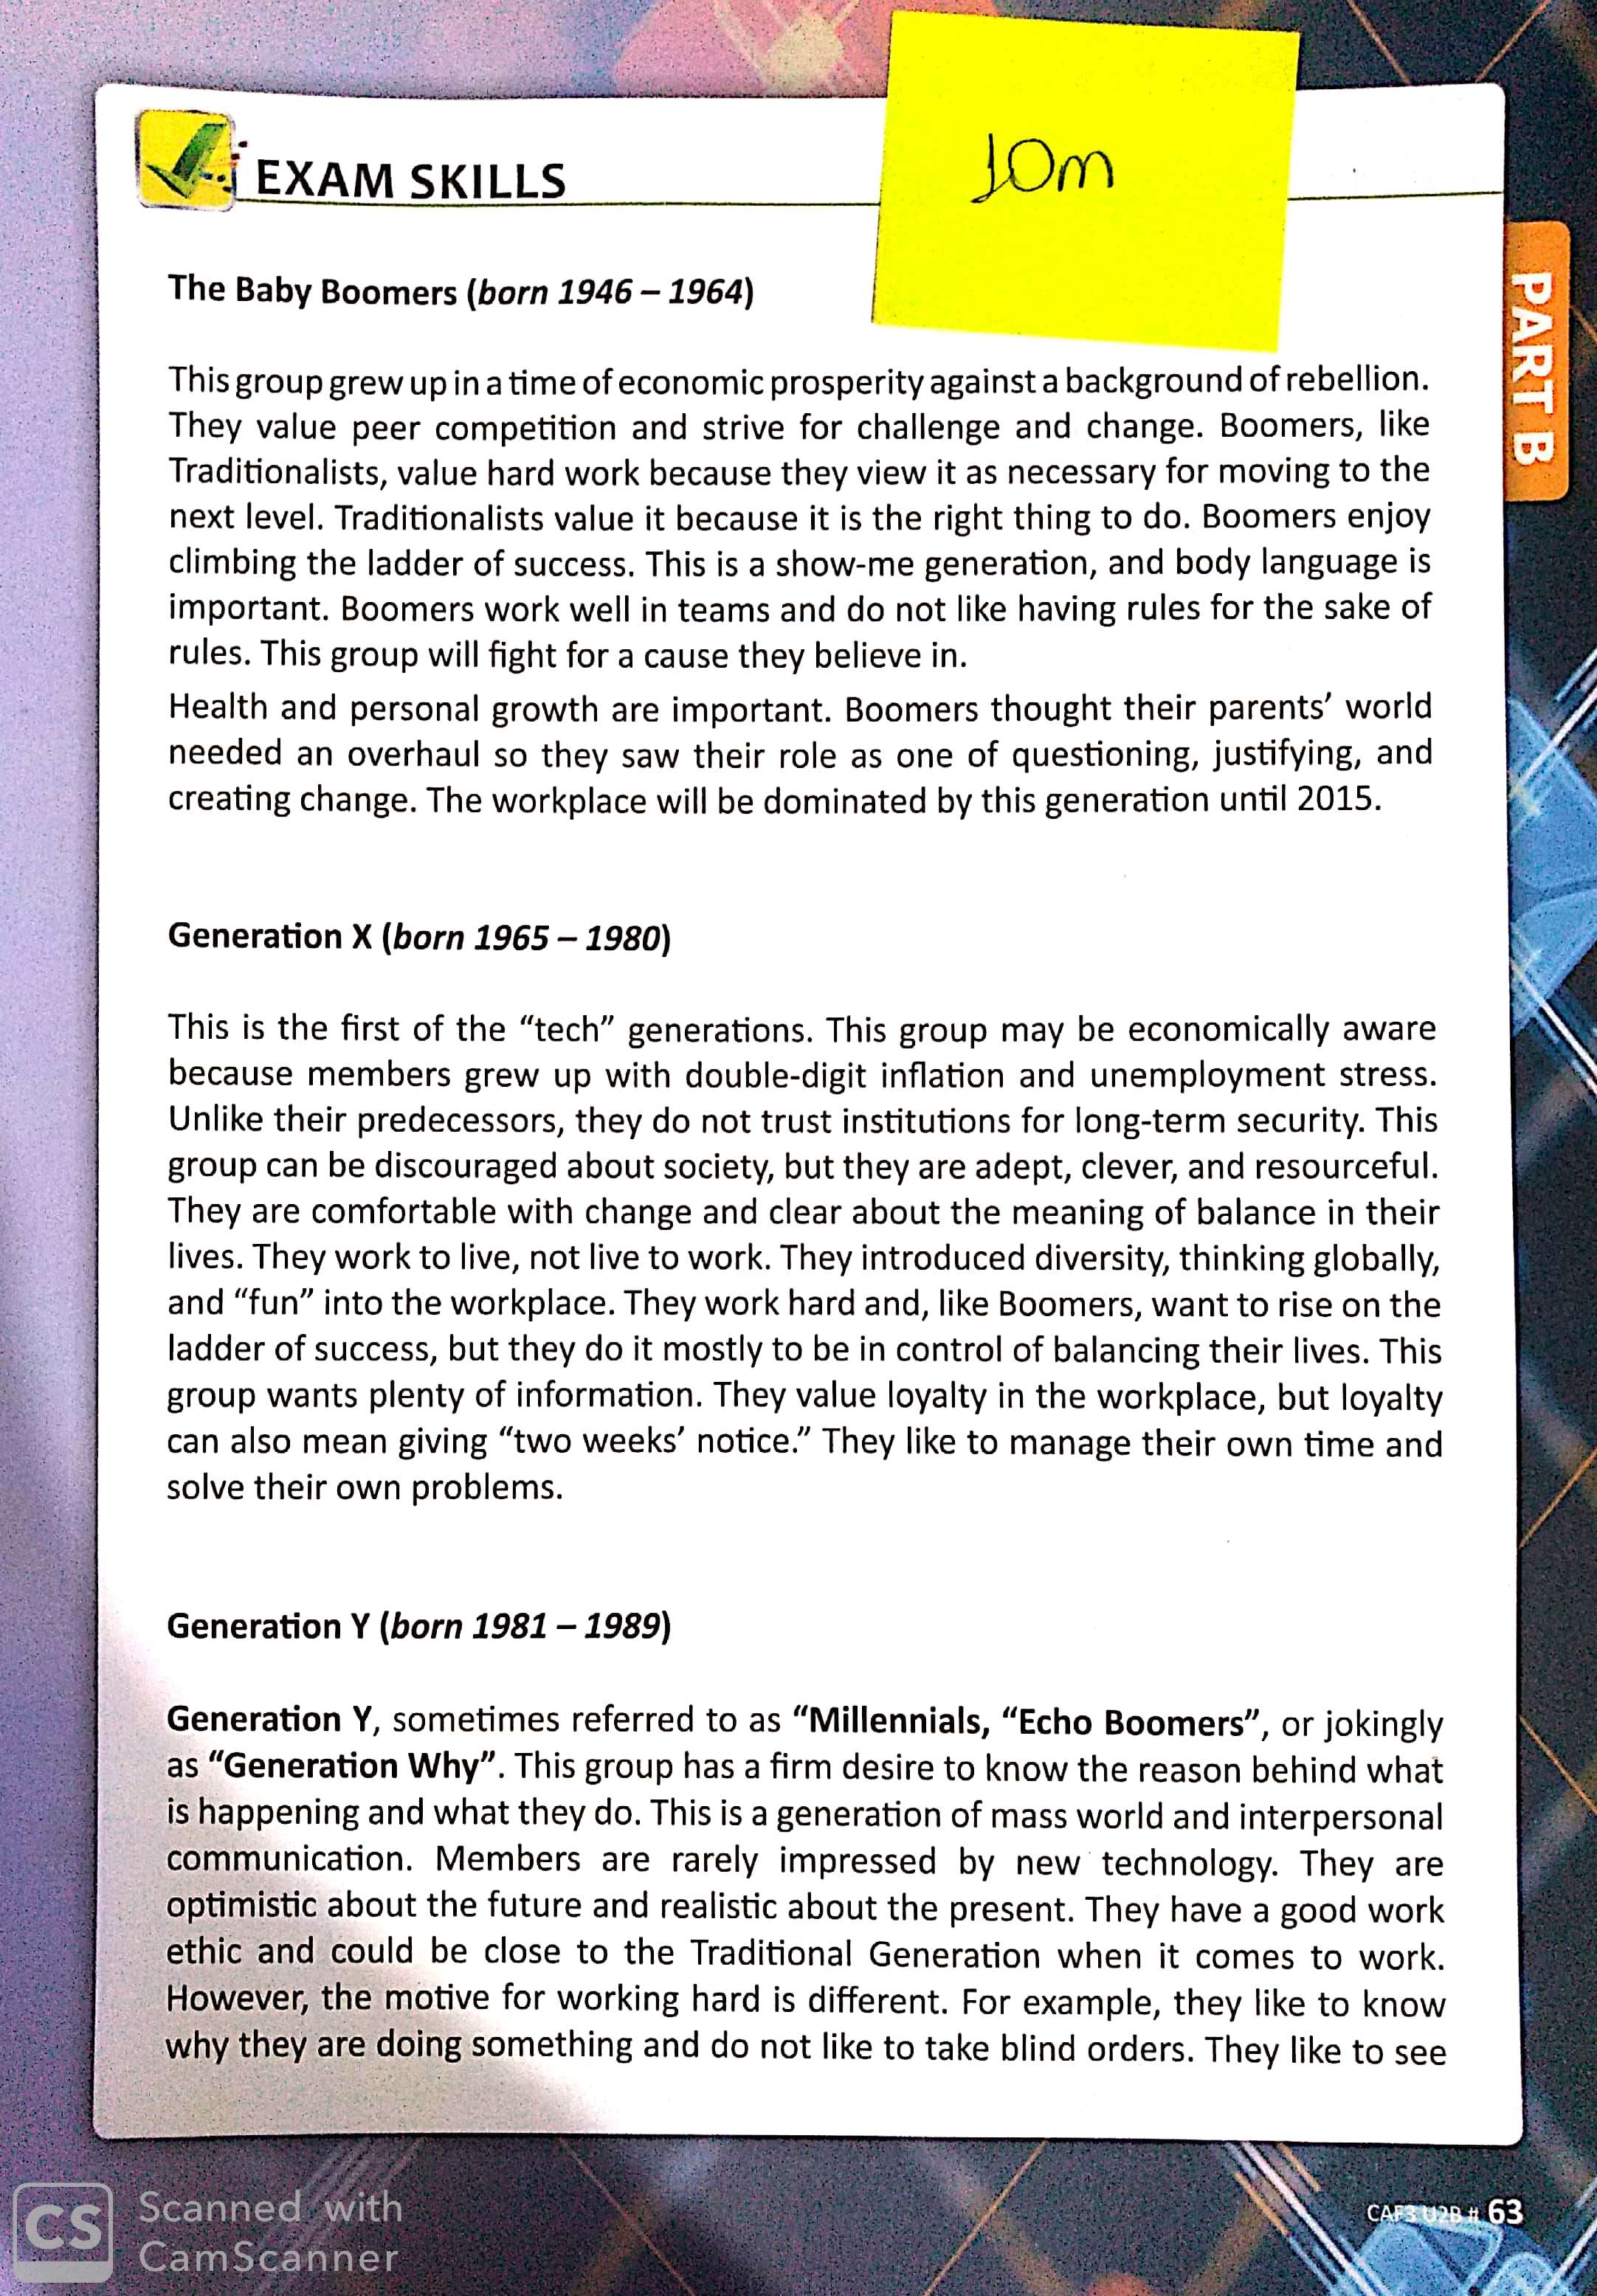 10m
EXAM SKILLS
PART B
The Baby Boomers (born 1946 – 1964)
This group grew up in a time of economic prosperity against a background of rebellion.
They value peer competition and strive for challenge and change. Boomers, like
Traditionalists, value hard work because they view it as necessary for moving to the
next level. Traditionalists value it because it is the right thing to do. Boomers enjoy
climbing the ladder of success. This is a show-me generation, and body language is
important. Boomers work well in teams and do not like having rules for the sake of
rules. This group will fight for a cause they believe in.
Health and personal growth are important. Boomers thought their parents’ world
needed an overhaul so they saw their role as one of questioning, justifying, and
creating change. The workplace will be dominated by this generation until 2015.
Generation X (born 1965 – 1980)
This is the first of the “tech” generations. This group may be economically aware
because members grew up with double-digit inflation and unemployment stress.
Unlike their predecessors, they do not trust institutions for long-term security. This
group can be discouraged about society, but they are adept, clever, and resourceful.
They are comfortable with change and clear about the meaning of balance in their
lives. They work to live, not live to work. They introduced diversity, thinking globally,
and “fun” into the workplace. They work hard and, like Boomers, want to rise on the
ladder of success, but they do it mostly to be in control of balancing their lives. This
group wants plenty of information. They value loyalty in the workplace, but loyalty
can also mean giving “two weeks’ notice.” They like to manage their own time and
solve their own problems.
Generation Y (born 1981 – 1989)
Generation Y, sometimes referred to as “Millennials, “Echo Boomers”, or jokingly
as “Generation Why”. This group has a firm desire to know the reason behind what
is happening and what they do. This is a generation of mass world and interpersonal
communication. Members are rarely impressed by new technology. They are
optimistic about the future and realistic about the present. They have a good work
ethic and could be close to the Traditional Generation when it comes to work.
However, the motive for working hard is different. For example, they like to know
why they are doing something and do not like to take blind orders. They like to see
CAF3 U2B # 63
CS Scanned with
CamScanner